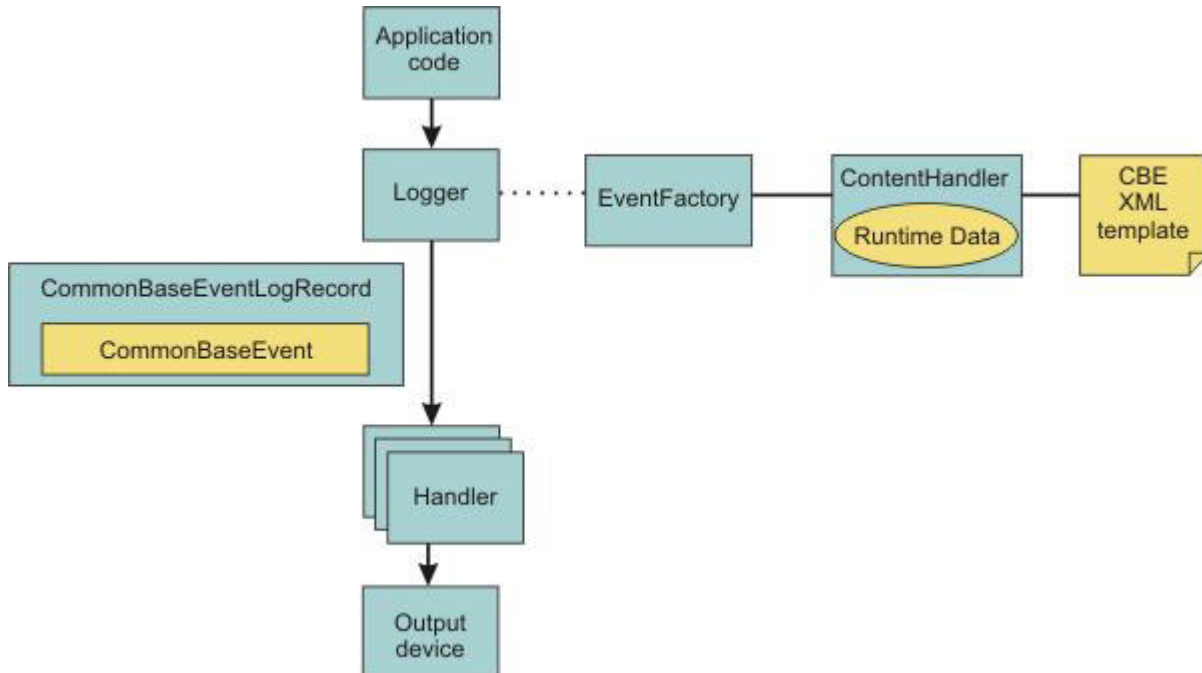 Application
code
Logger
EventFactory
ContentHandler
Runtime Data
CBE
XML
template
CommonBaseEventLogRecord
CommonBaseEvent
Handler
Output
device